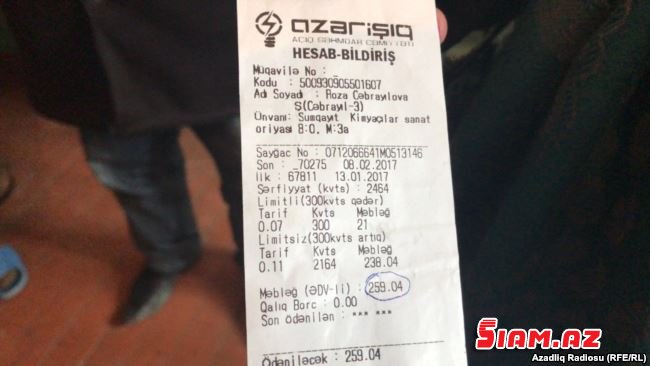 azərişıq
AÇIQ SƏHMDAR CƏMİYYƏTİ
HESAB-BİLDİRİŞ
Müqavilə No : _
Kodu : 500930905501607
Adı Soyadı : Roza Cəbrayılova
S(Cəbrayıl-3)
Ünvanı: Sumqayıt Kimyaçılar sanat
oriyası B:0, M:3a
Sayğac No : 0712066641M0513146
Son : _70275 08.02.2017
İlk : 67811 13.01.2017
Sərfiyyat (kvts) : 2464
Limitli(300kvts qədər)
Tarif Kvts Məbləğ
0.07 300 21
Limitsiz(300kvts artıq)
Tarif Kvts Məbləğ
0.11 2164 238.04
Məbləğ (ƏDV-li) : 259.04
Qalıq Borc : 0.00
Son ödənilən : *** ***
Ödəniləcək : 259.04
SİAM.AZ
Azadlıq Radiosu (RFE/RL)